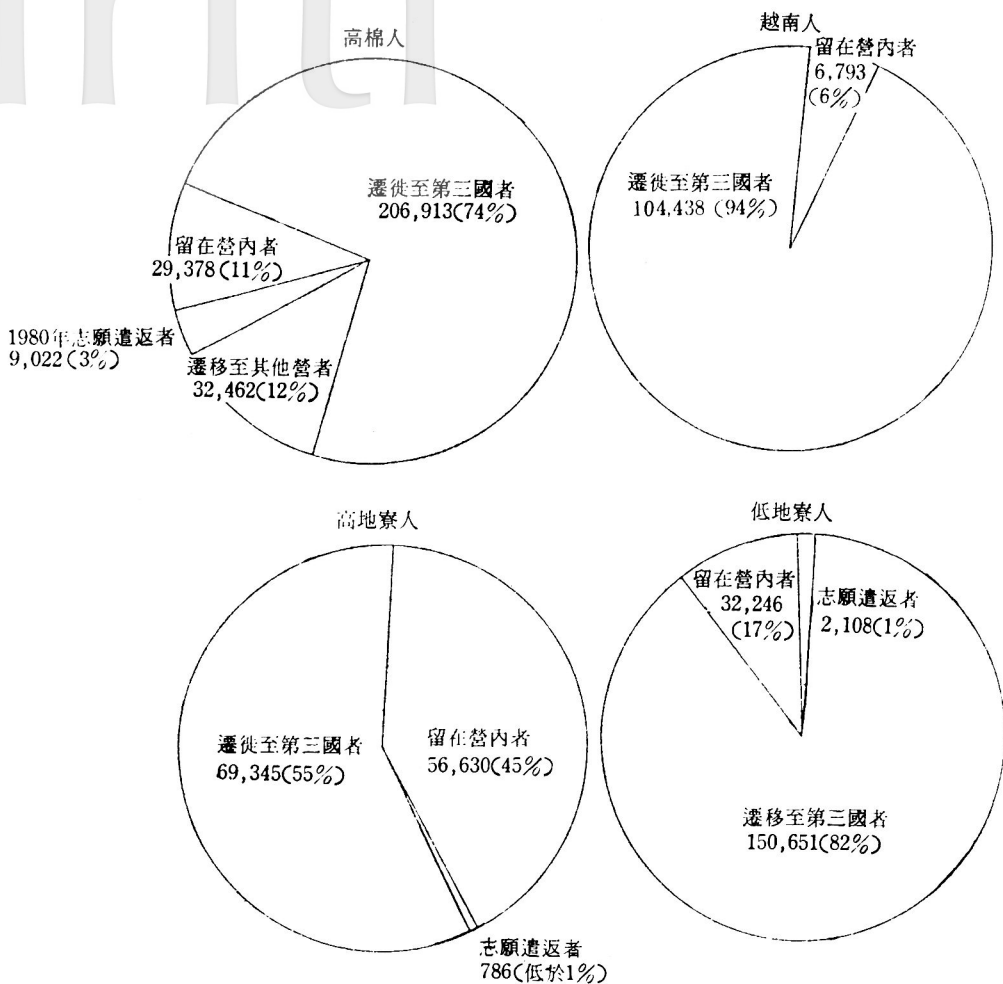 高棉人
遷徙至第三國者
206,913(74%)
留在營內者
29,378(11%)
1980年志願遣返者
9,022(3%)
遷移至其他營者
32,462(12%)
越南人
留在營內者
6,793
(6%)
遷徙至第三國者
104,438 (94%)
高地寮人
遷徙至第三國者
69,345(55%)
留在營內者
56,630(45%)
志願遣返者
786(低於1%)
低地寮人
留在營內者
32,246
(17%)
志願遣返者
2,108(1%)
遷移至第三國者
150,651(82%)